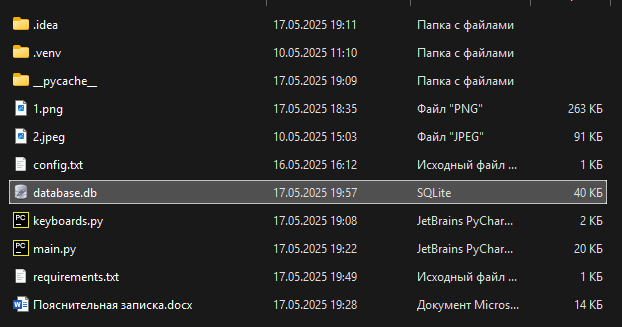 .idea 17.05.2025 19:11 Папка с файлами
.venv 10.05.2025 11:10 Папка с файлами
__pycache__ 17.05.2025 19:09 Папка с файлами
1.png 17.05.2025 18:35 Файл "PNG" 263 КБ
2.jpeg 10.05.2025 15:03 Файл "JPEG" 91 КБ
config.txt 16.05.2025 16:12 Исходный файл ... 1 КБ
database.db 17.05.2025 19:57 SQLite 40 КБ
keyboards.py 17.05.2025 19:08 JetBrains PyChar... 2 КБ
main.py 17.05.2025 19:22 JetBrains PyChar... 20 КБ
requirements.txt 17.05.2025 19:49 Исходный файл ... 1 КБ
Пояснительная записка.docx 17.05.2025 19:28 Документ Micros... 14 КБ